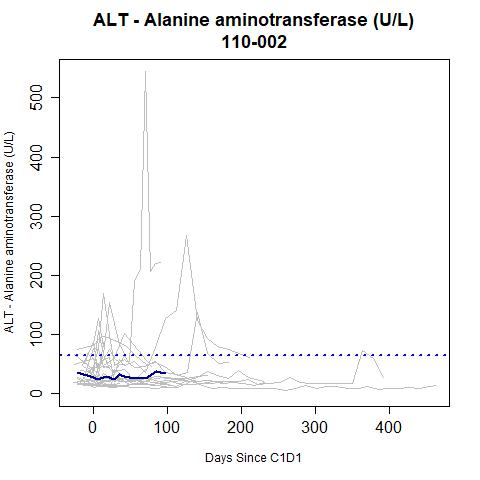 ALT - Alanine aminotransferase (U/L)
110-002
ALT - Alanine aminotransferase (U/L)
500
400
300
200
100
0
0 100 200 300 400
Days Since C1D1